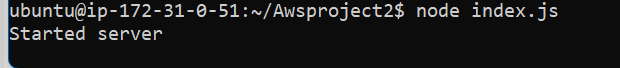 ubuntu@ip-172-31-0-51:~/Awsproject2$ node index.js
Started server